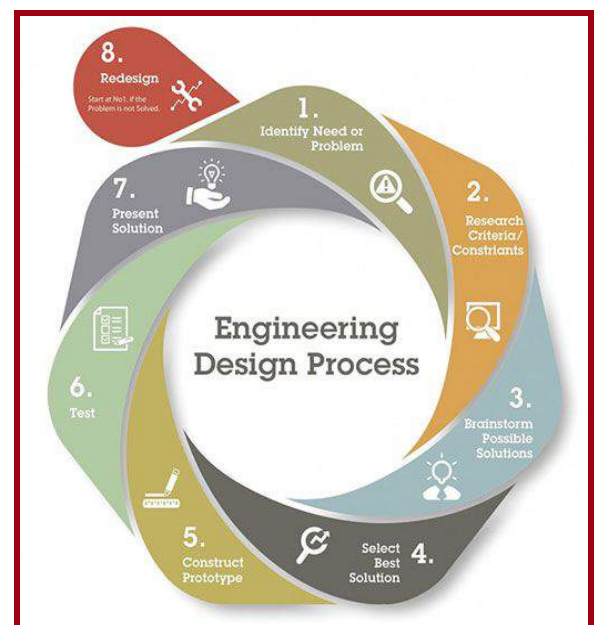 8.
Redesign
Start at No1. if the
Problem is not Solved.
1.
Identify Need or
Problem
2.
Research
Criteria/
Constriants
3.
Brainstorm
Possible
Solutions
4.
Select
Best
Solution
5.
Construct
Prototype
6.
Test
7.
Present
Solution
Engineering
Design Process